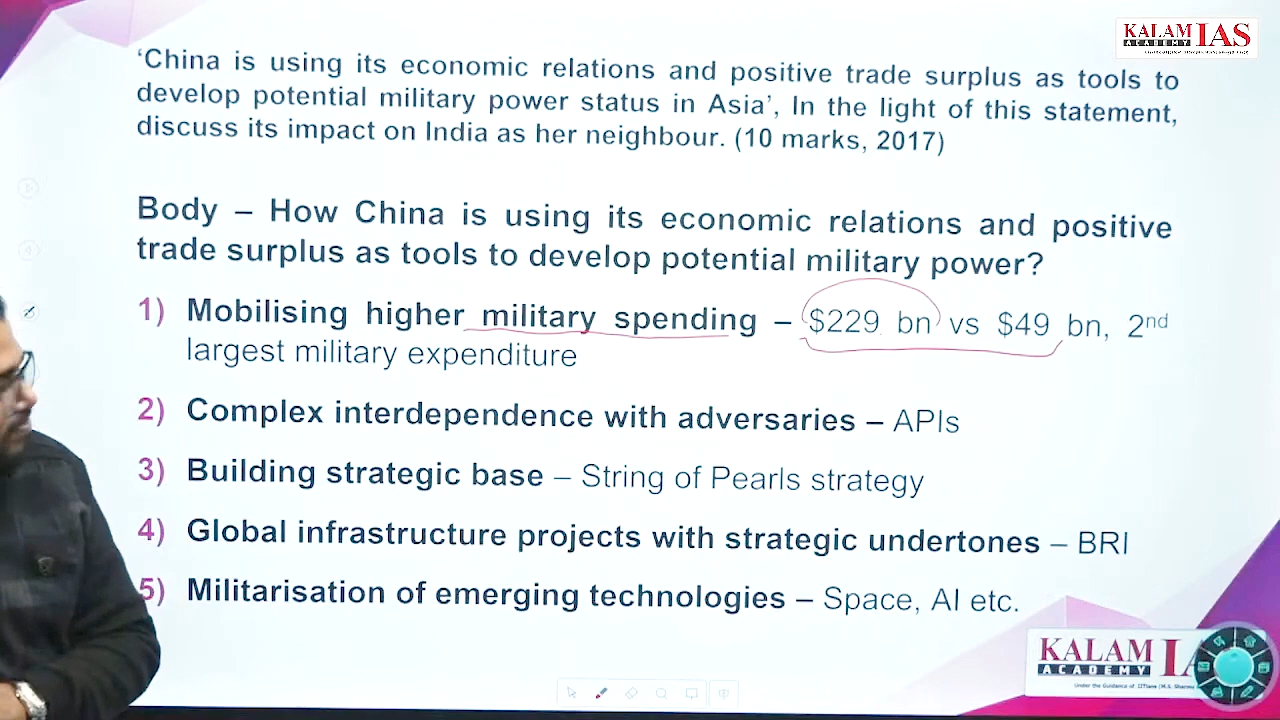 KALAM IAS
ACADEMY
‘China is using its economic relations and positive trade surplus as tools to
develop potential military power status in Asia’, In the light of this statement,
discuss its impact on India as her neighbour. (10 marks, 2017)
Body – How China is using its economic relations and positive
trade surplus as tools to develop potential military power?
1) Mobilising higher military spending – $229 bn vs $49 bn, 2nd
largest military expenditure
2) Complex interdependence with adversaries – APIs
3) Building strategic base – String of Pearls strategy
4) Global infrastructure projects with strategic undertones – BRI
5) Militarisation of emerging technologies – Space, AI etc.
KALAM
ACADEMY
Under the Guidance of IITians (M.S. Sharma